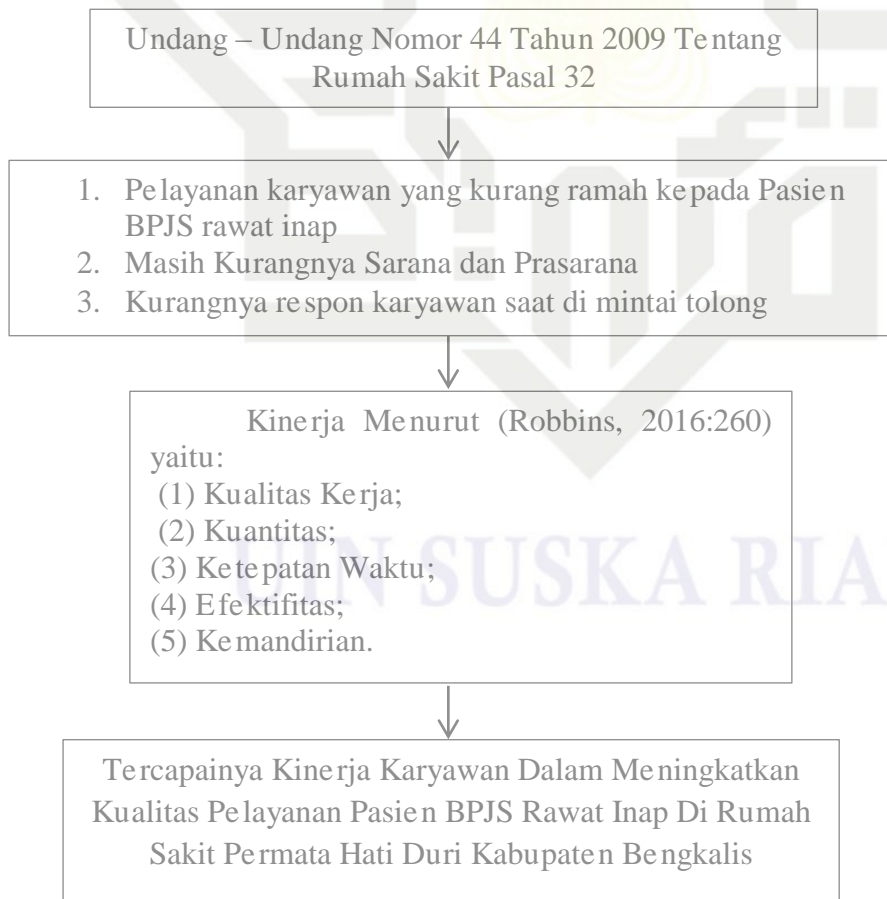 Undang – Undang Nomor 44 Tahun 2009 Tentang
Rumah Sakit Pasal 32
1. Pelayanan karyawan yang kurang ramah kepada Pasien
BPJS rawat inap
2. Masih Kurangnya Sarana dan Prasarana
3. Kurangnya respon karyawan saat di mintai tolong
Kinerja Menurut (Robbins, 2016:260)
yaitu:
(1) Kualitas Kerja;
(2) Kuantitas;
(3) Ketepatan Waktu;
(4) Efektifitas;
(5) Kemandirian.
UIN SUSKA RIA
Tercapainya Kinerja Karyawan Dalam Meningkatkan
Kualitas Pelayanan Pasien BPJS Rawat Inap Di Rumah
Sakit Permata Hati Duri Kabupaten Bengkalis